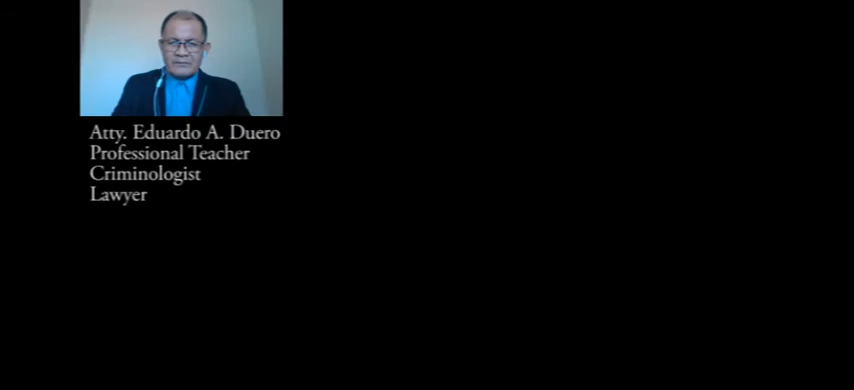 Atty. Eduardo A. Duero
Professional Teacher
Criminologist
Lawyer